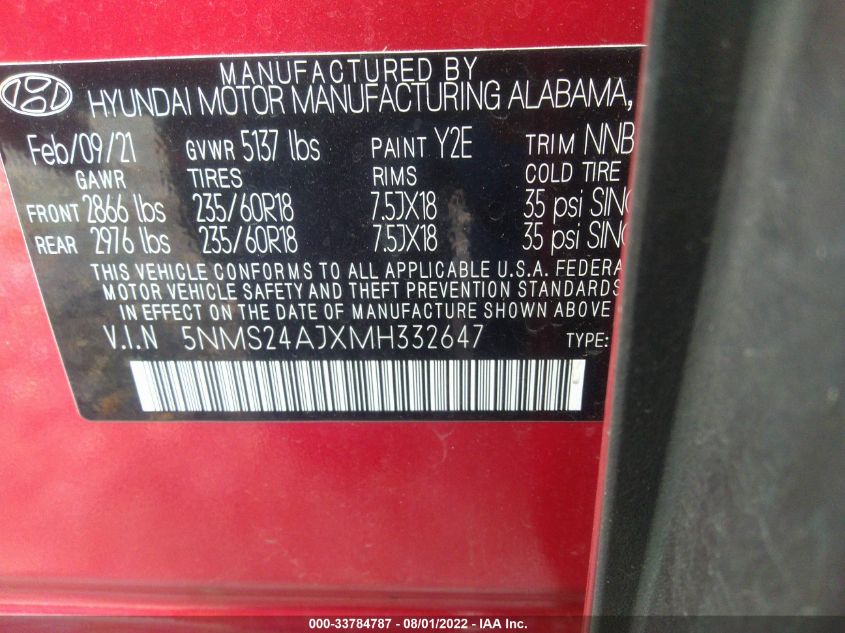 MANUFACTURED BY
HYUNDAI MOTOR MANUFACTURING ALABAMA,
Feb/09/21 GVWR 5137 lbs PAINT Y2E TRIM NNB
GAWR TIRES RIMS COLD TIRE
FRONT 2866 lbs 235/60R18 7.5JX18 35 psi SING
REAR 2976 lbs 235/60R18 7.5JX18 35 psi SING
THIS VEHICLE CONFORMS TO ALL APPLICABLE U.S.A. FEDERA
MOTOR VEHICLE SAFETY AND THEFT PREVENTION STANDARDS
IN EFFECT ON THE DATE OF MANUFACTURE SHOWN ABOVE
V.I.N 5NMS24AJXMH332647 TYPE:
000-33784787 - 08/01/2022 - IAA Inc.